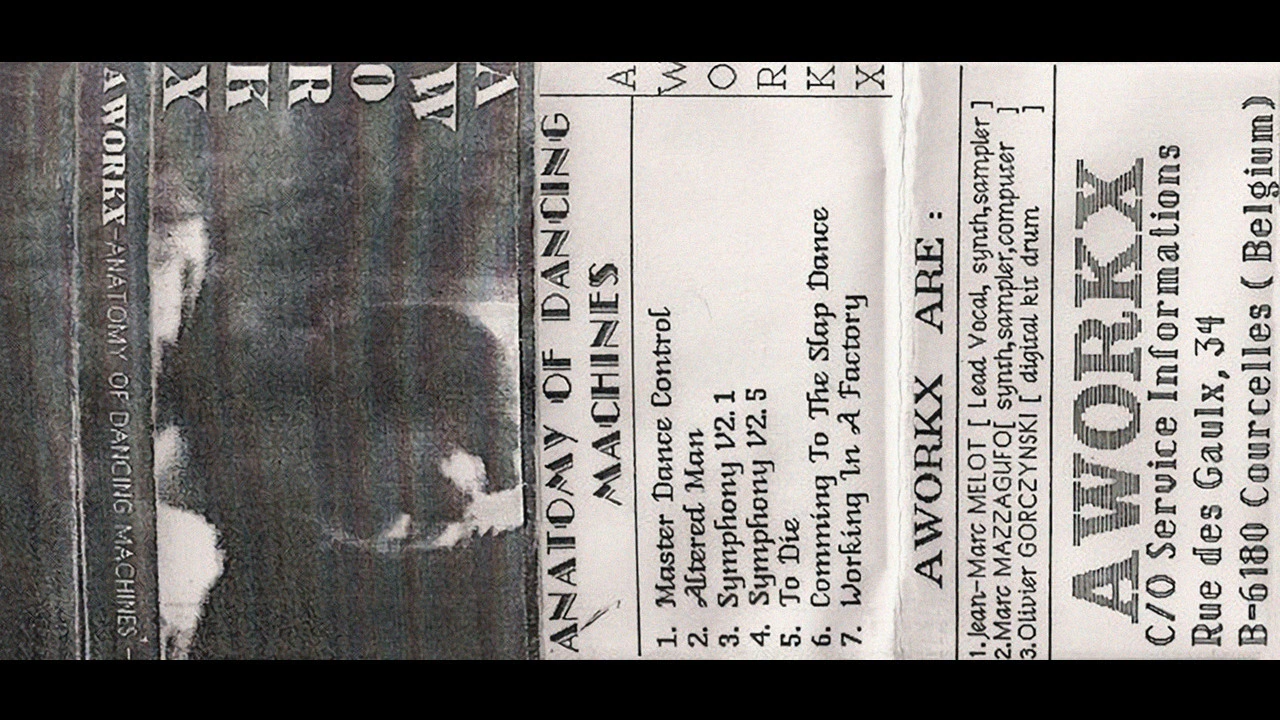 AWORKX-ANATOMY OF DANCING MACHINES
AWORKX
AWORKX
ANATOMY OF DANCING
MACHINES
1. Master Dance Control
2. Altered Man
3. Symphony V2.1
4. Symphony V2.5
5. To Die
6. Comming To The Slap Dance
7. Working In A Factory
AWORKX ARE :
1.Jean-Marc MELOT [ Lead Vocal, synth,sampler ]
2.Marc MAZZAGUFO[ synth,sampler,computer ]
3.Olivier GORCZYNSKI [ digical kit drum ]
AWORKX
C/O Service Informations
Rue des Gaulx, 34
B-6180 Courcelles ( Belgium)